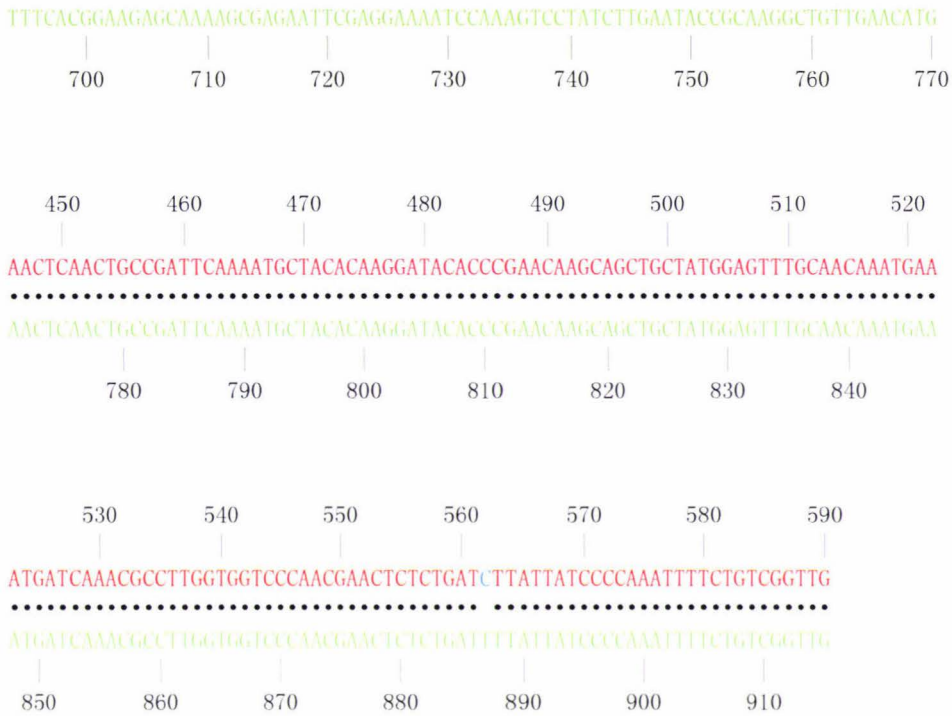 TTTCACGGAAGAGCAAAAGCGAGAATTCGAGGAAAATCCAAAGTCCTATCTTGAATACCGCAAGGCTGTTGAACATG
700 710 720 730 740 750 760 770
450 460 470 480 490 500 510 520
AACTCAACTGCCGATTCAAAATGCTACACAAGGATACACCCGAACAAGCAGCTGCTATGGAGTTTGCAACAAATGAA
AACTCAACTGCCGATTCAAAATGCTACACAAGGATACACCCGAACAAGCAGCTGCTATGGAGTTTGCAACAAATGAA
780 790 800 810 820 830 840
530 540 550 560 570 580 590
ATGATCAAACGCCTTGGTGGTCCCAACGAACTCTCTGATCTTATTATCCCCAAATTTTCTGTCGGTTG
ATGATCAAACGCCTTGGTGGTCCCAACGAACTCTCTGATTTTATTATCCCCAAATTTTCTGTCGGTTG
850 860 870 880 890 900 910